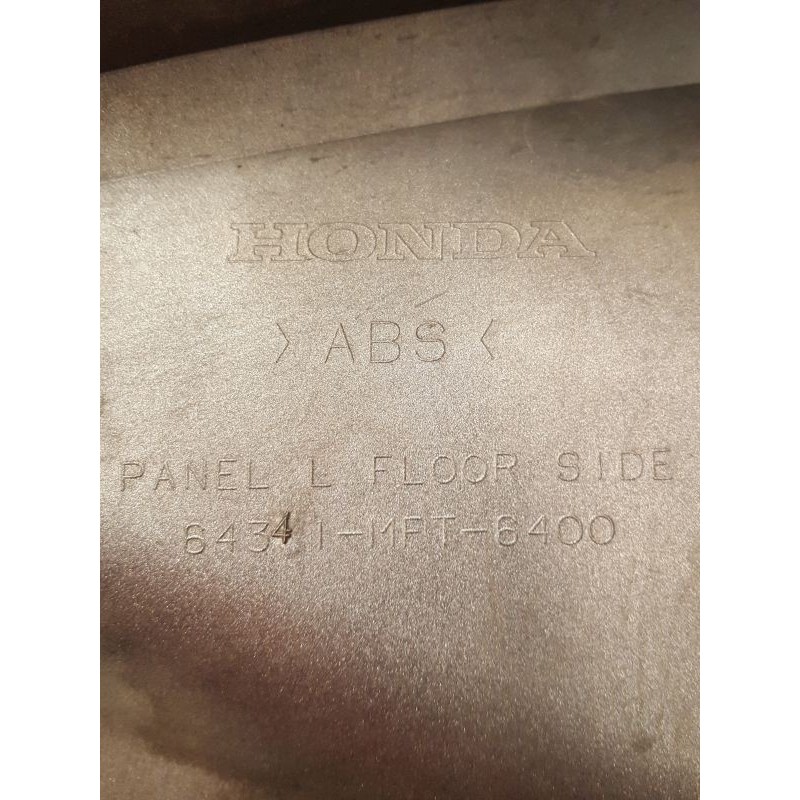 HONDA
>ABS<
PANEL L FLOOR SIDE
64341-MFT-6400